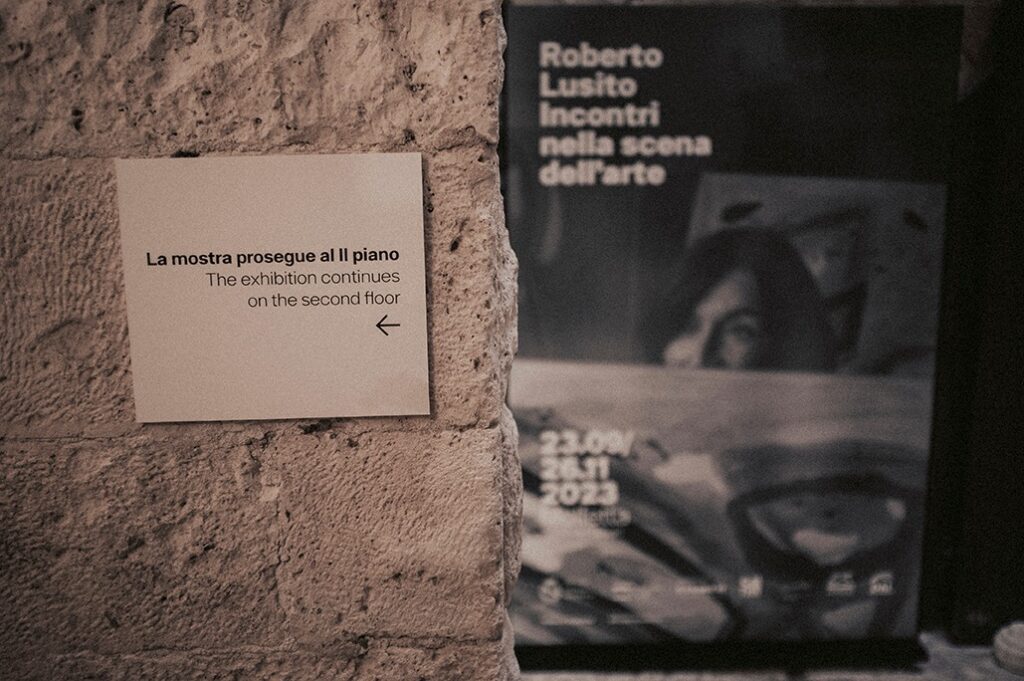 La mostra prosegue al II piano
The exhibition continues
on the second floor
←
Roberto
Lusito
Incontri
nella scena
dell'arte
23.09/
26.11
2023